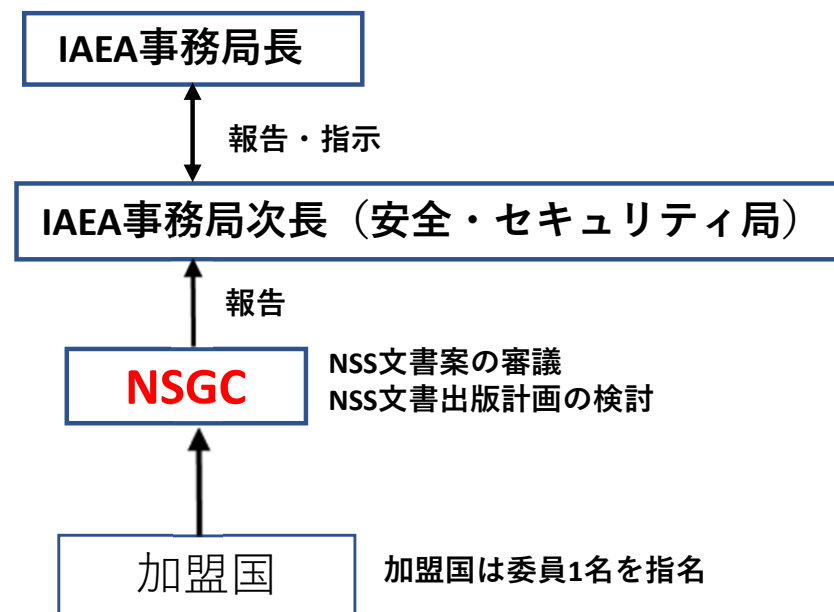 IAEA事務局長
報告・指示
IAEA事務局次長（安全・セキュリティ局）
報告
NSGC
NSS文書案の審議
NSS文書出版計画の検討
加盟国
加盟国は委員1名を指名